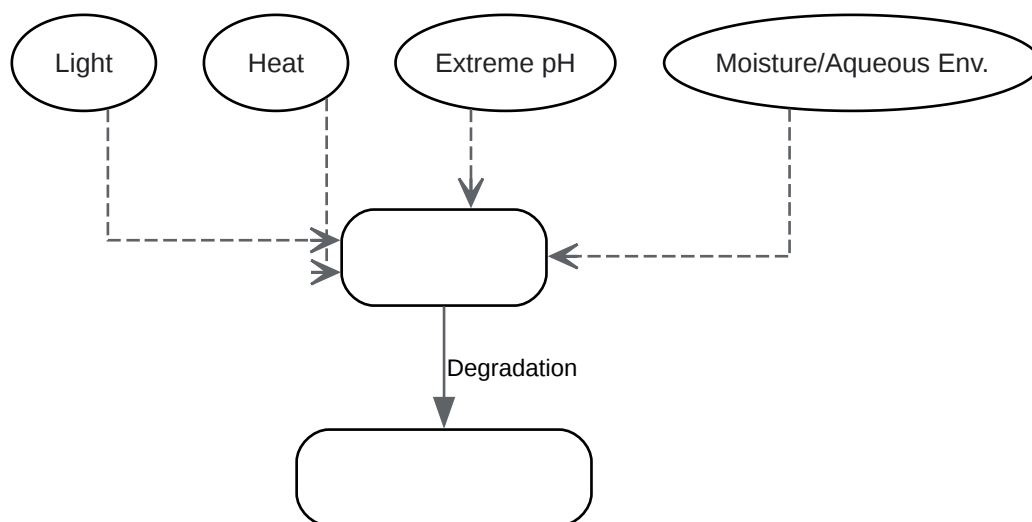 Light
Heat
Extreme pH
Moisture/Aqueous Env.
Degradation